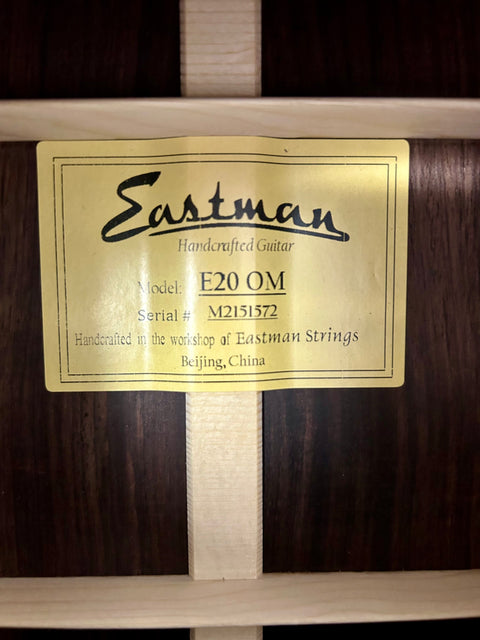 Eastman
Handcrafted Guitar
Model: E20 OM
Serial # M2151572
Handcrafted in the workshop of Eastman Strings
Beijing, China